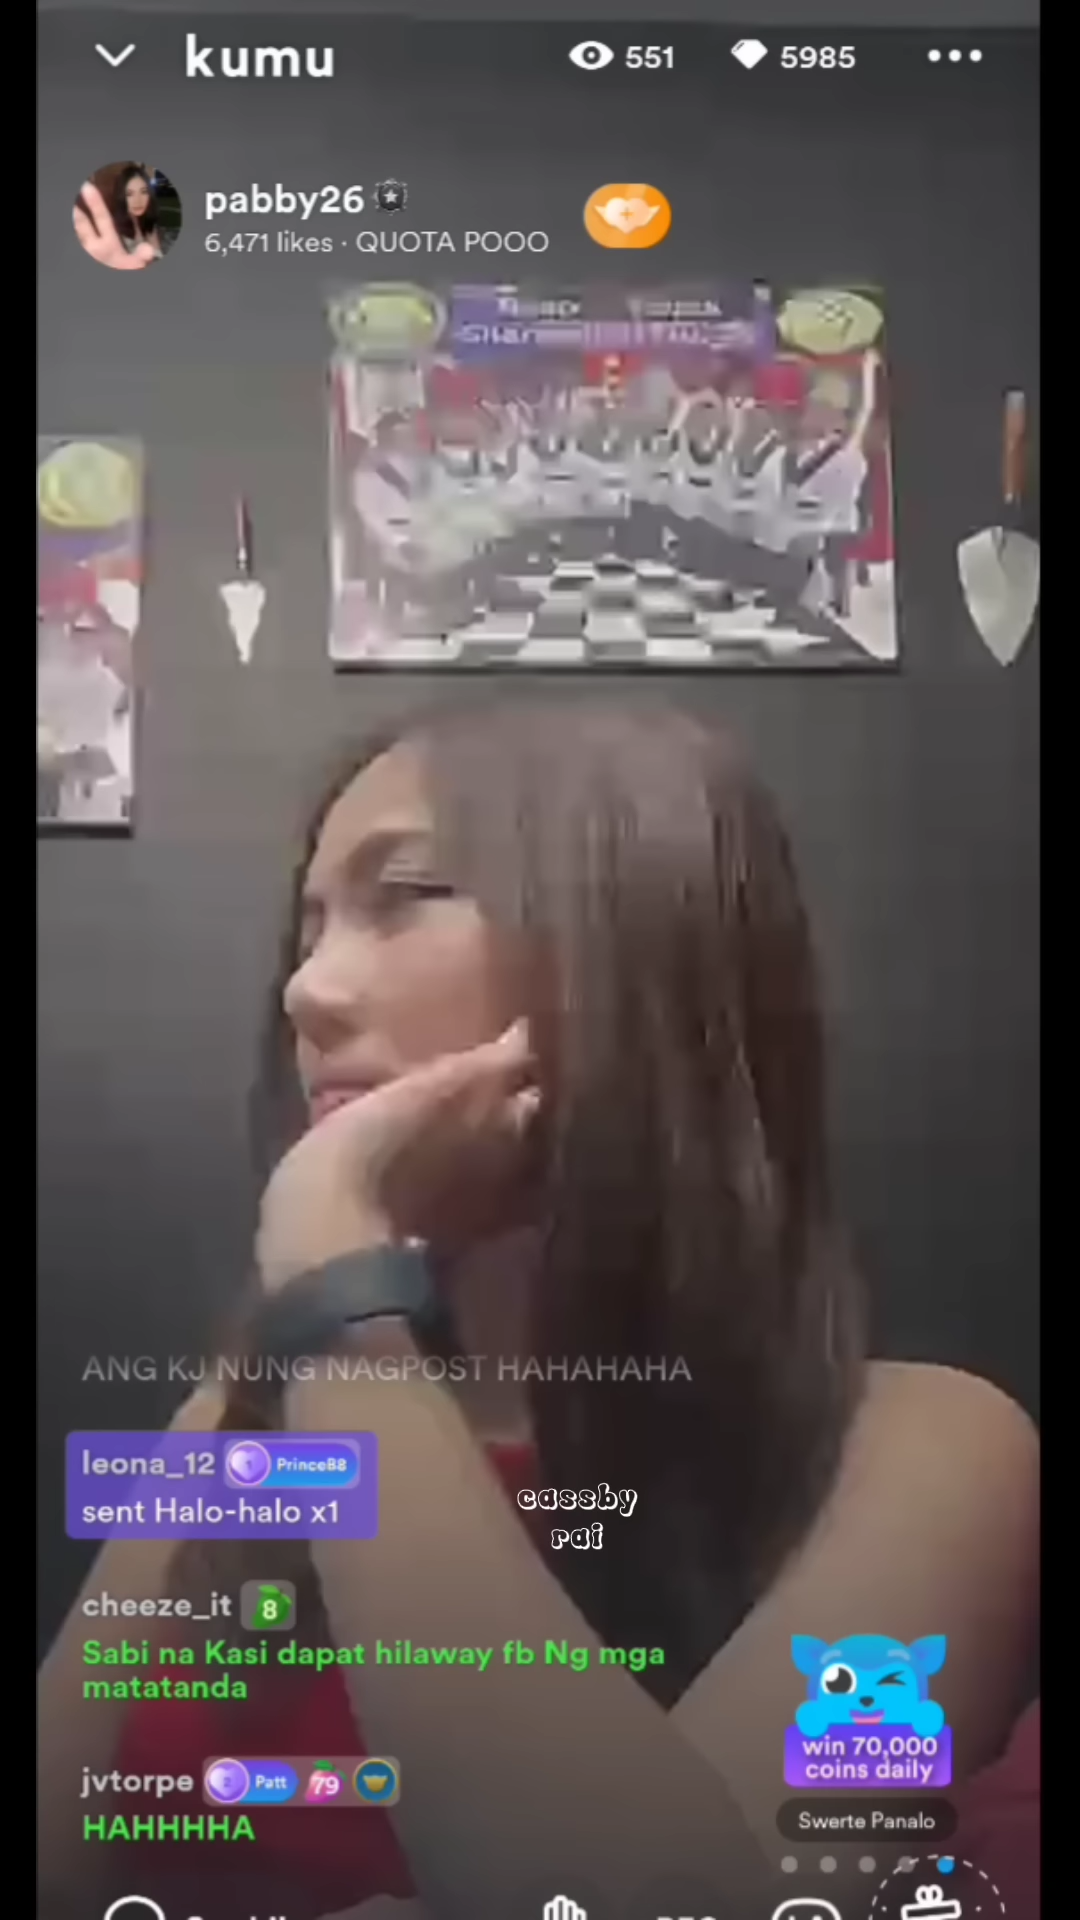 kumu
551
5985
pabby26
6,471 likes · QUOTA POOO
ANG KJ NUNG NAGPOST HAHAHAHA
leona_12 PrinceB8
sent Halo-halo x1
cassby
rai
cheeze_it 8
Sabi na Kasi dapat hilaway fb Ng mga
matatanda
win 70,000
coins daily
jvtorpe 2 Patt 79
HAHHHHA
Swerte Panalo